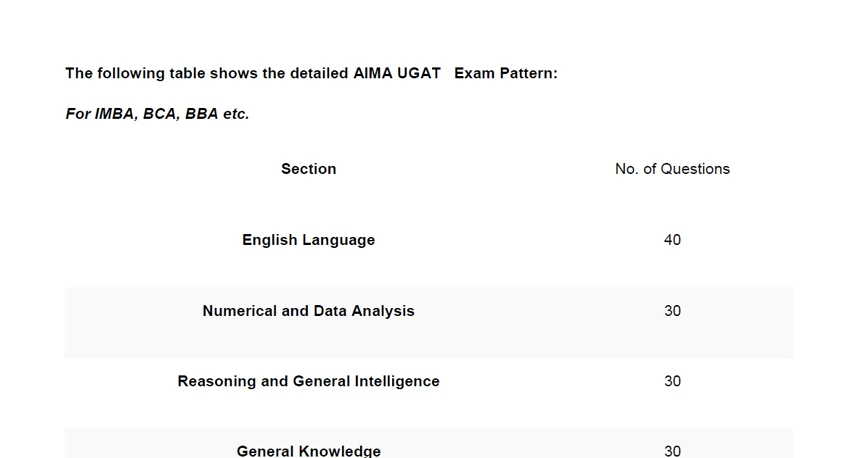 The following table shows the detailed AIMA UGAT Exam Pattern:
For IMBA, BCA, BBA etc.
Section No. of Questions
English Language 40
Numerical and Data Analysis 30
Reasoning and General Intelligence 30
General Knowledge 30